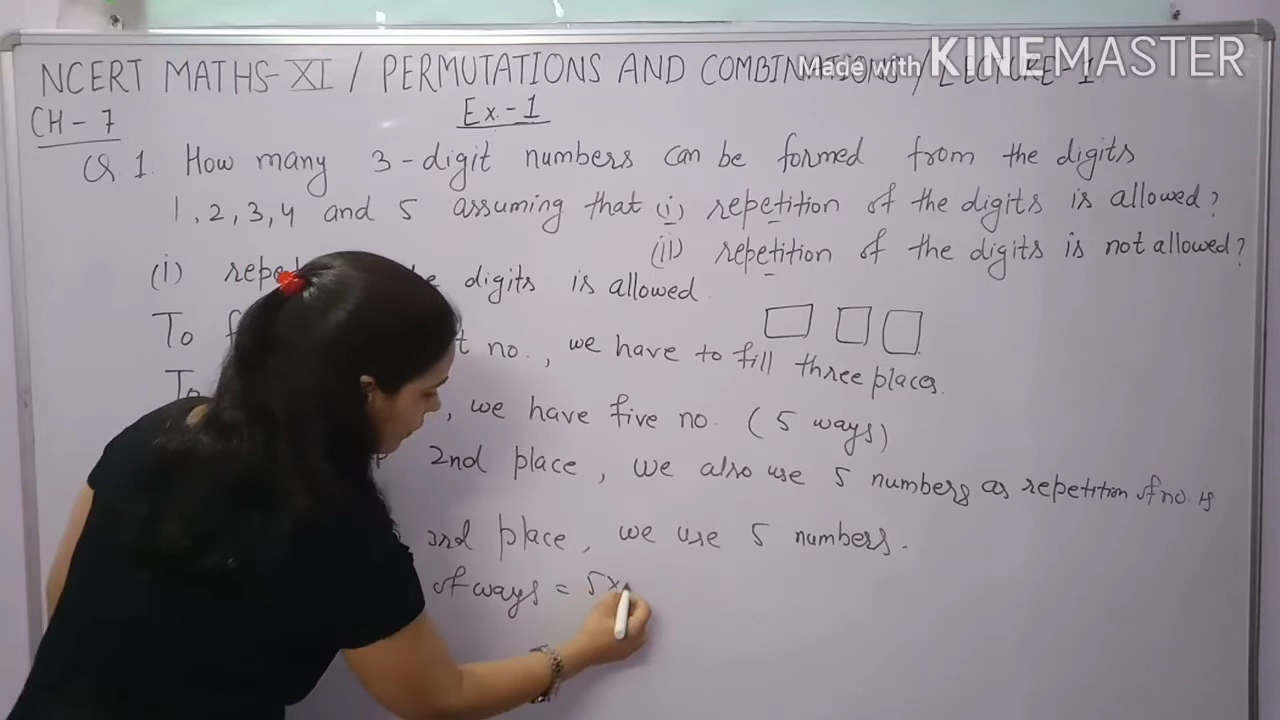 NCERT MATHS-XI / PERMUTATIONS AND COMBINATIONS / LECTURE-1
Made with KINEMASTER
CH-7
Ex.-1
Q.1. How many 3-digit numbers can be formed from the digits
1, 2, 3, 4 and 5 assuming that (i) repetition of the digits is allowed?
(ii) repetition of the digits is not allowed?
(i) digits is allowed.
To no., we have to fill three places.
To , we have five no. (5 ways)
2nd place, we also use 5 numbers as repetition of no. is
3rd place, we use 5 numbers.
of ways = 5x